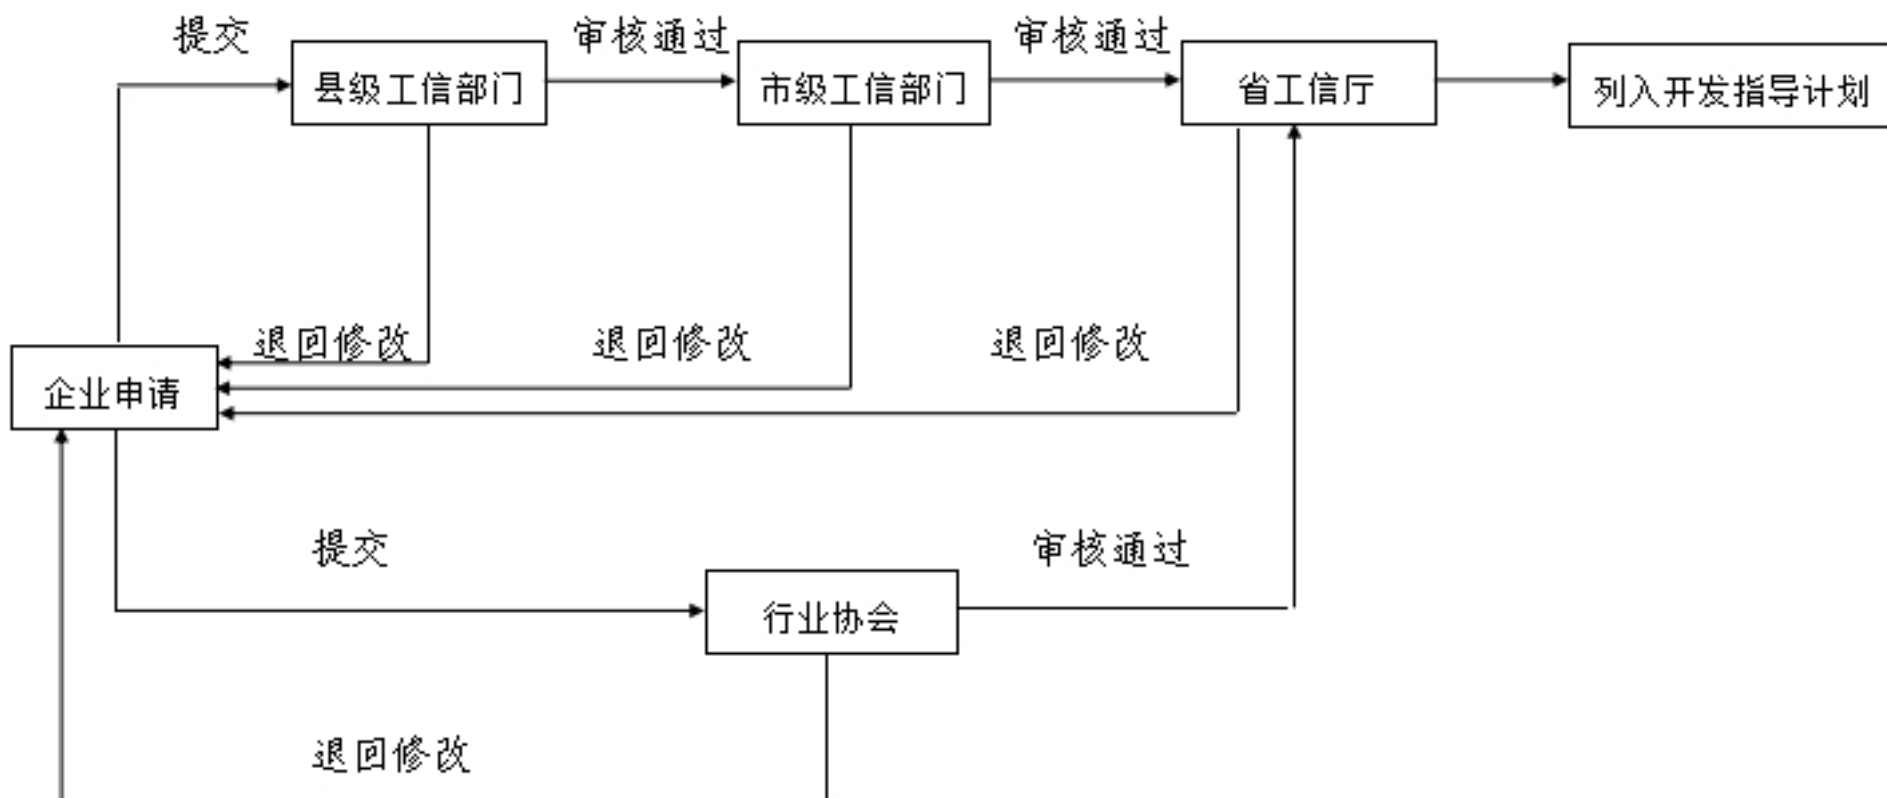 提交
审核通过
审核通过
县级工信部门
市级工信部门
省工信厅
列入开发指导计划
退回修改
退回修改
退回修改
企业申请
提交
审核通过
行业协会
退回修改